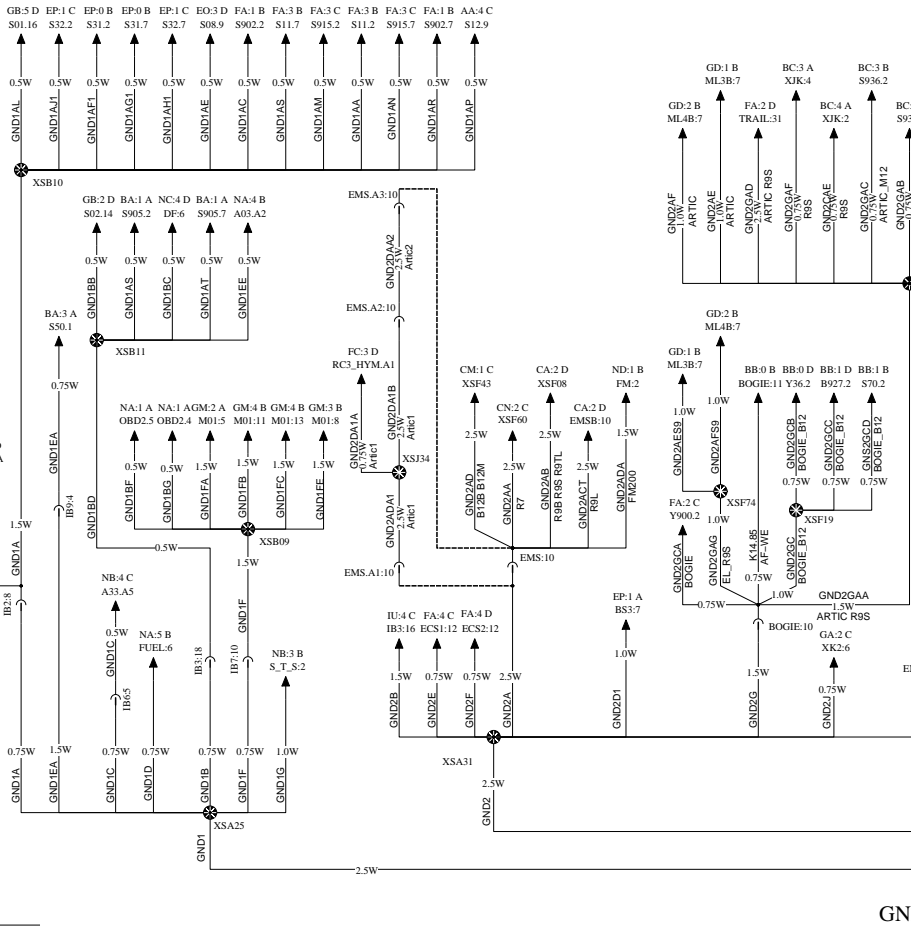 GB:5 D EP:1 C EP:0 B EP:0 B EP:1 C EO:3 D FA:1 B FA:3 B FA:3 C FA:3 B FA:3 C FA:1 B AA:4 C
S01.16 S32.2 S31.2 S31.7 S32.7 S08.9 S902.2 S11.7 S915.2 S11.2 S915.7 S902.7 S12.9
0.5W 0.5W 0.5W 0.5W 0.5W 0.5W 0.5W 0.5W 0.5W 0.5W 0.5W 0.5W 0.5W
GND1AL GND1AJ1 GND1AF1 GND1AG1 GND1AH1 GND1AE GND1AC GND1AS GND1AM GND1AA GND1AN GND1AR GND1AP
XSB10
GB:2 D BA:1 A NC:4 D BA:1 A NA:4 B
S02.14 S905.2 DF:6 S905.7 A03.A2
0.5W 0.5W 0.5W 0.5W 0.5W
GND1BB GND1AS GND1BC GND1AT GND1EE
XSB11
BA:3 A
S50.1
0.75W
GND1EA
IB9:4
GND1BD
0.5W
NA:1 A NA:1 A GM:2 A GM:4 B GM:4 B GM:3 B
OBD2.5 OBD2.4 M01:5 M01:11 M01:13 M01:8
0.5W 0.5W 1.5W 1.5W 1.5W 1.5W
GND1BF GND1BG GND1FA GND1FB GND1FC GND1FE
XSB09
1.5W
GND1F
IB7:10
IB3:18
A
1.5W
GND1A
IB2:8
NB:4 C
A33.A5
0.5W
GND1C
IB65
NA:5 B
FUEL:6
NB:3 B
S_T_S:2
0.75W 1.5W 0.75W 0.75W 0.75W 0.75W 1.0W
GND1A GND1EA GND1C GND1D GND1B GND1F GND1G
XSA25
GND1
2.5W
EMS.A3:10
GND2DAA2
2.5W
Artic2
EMS.A2:10
FC:3 D
RC3_HYM.A1
GND2DA1A
0.75W
Artic1
GND2DA1B
2.5W
Artic1
XSJ34
GND2ADA1
2.5W
Artic1
EMS.A1:10
CM:1 C
XSF43
2.5W
GND2AD
B12B B12M
CN:2 C
XSF60
2.5W
GND2AA
R7
CA:2 D
XSF08
2.5W
GND2AB
R9B R9S R9TL
CA:2 D
EMSB:10
GND2ACT
R9L
ND:1 B
FM:2
1.5W
GND2ADA
FM200
EMS:10
IU:4 C FA:4 C FA:4 D
IB3:16 ECS1:12 ECS2:12
1.5W 0.75W 0.75W 2.5W
GND2B GND2E GND2F GND2A
EP:1 A
BS3:7
1.0W
GND2D1
XSA31
2.5W
GND2
GD:2 B
ML4B:7
GND2AF
1.0W
ARTIC
GD:1 B
ML3B:7
GND2AE
1.0W
ARTIC
FA:2 D
TRAIL:31
GND2GAD
2.5W
ARTIC R9S
BC:3 A
XJK:4
GND2GAF
0.75W
R9S
BC:4 A
XJK:2
GND2CAE
0.75W
R9S
BC:3 B
S936.2
GND2GAC
0.75W
ARTIC_M12
BC:
S93
GND2GAB
GD:1 B
ML3B:7
1.0W
GND2AES9
GD:2 B
ML4B:7
1.0W
GND2AFS9
XSF74
FA:2 C
Y900.2
GND2GCA
BOGIE
0.75W
1.0W
GND2GAG
EL_R9S
BB:0 B BB:0 D BB:1 D BB:1 B
BOGIE:11 Y36.2 B927.2 S70.2
K14.85
AF-WE
0.75W
GND2GCB
BOGIE_B12
0.75W
GND2GCC
BOGIE_B12
0.75W
GNS2GCD
BOGIE_B12
0.75W
XSF19
GND2GC
BOGIE_B12
1.0W
GND2GAA
1.5W
ARTIC R9S
BOGIE:10
1.5W
GND2G
GA:2 C
XK2:6
0.75W
GND2J
GN